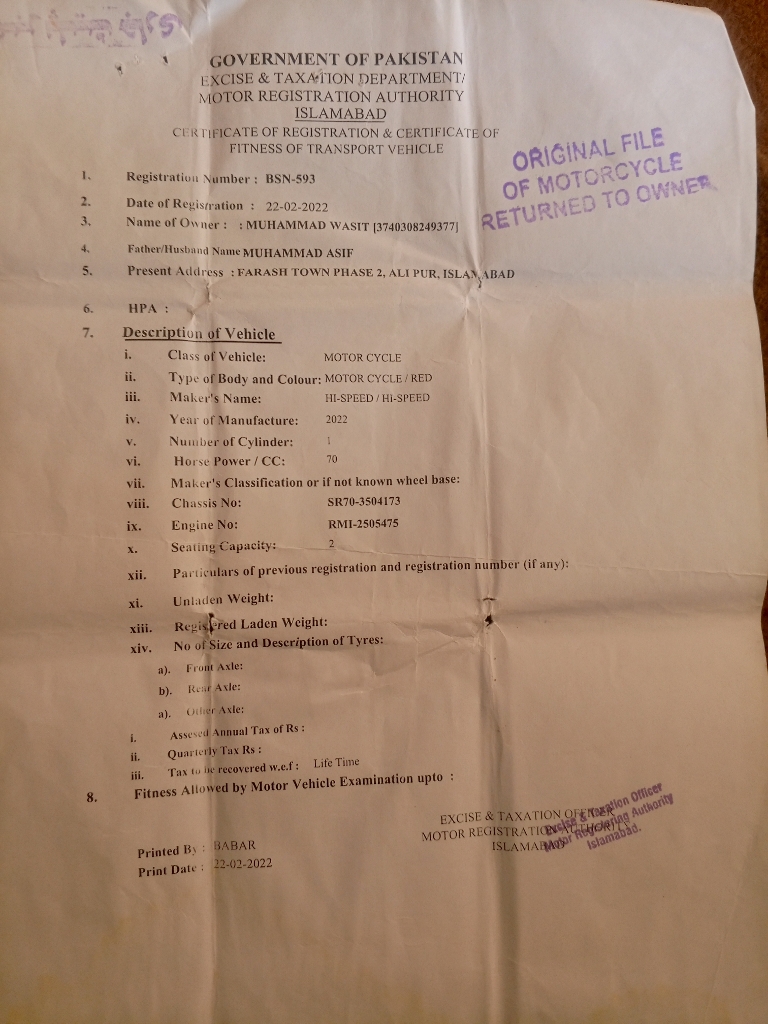 GOVERNMENT OF PAKISTAN
EXCISE & TAXATION DEPARTMENT/
MOTOR REGISTRATION AUTHORITY
ISLAMABAD
CERTIFICATE OF REGISTRATION & CERTIFICATE OF
FITNESS OF TRANSPORT VEHICLE
ORIGINAL FILE
OF MOTORCYCLE
RETURNED TO OWNER
1. Registration Number : BSN-593
2. Date of Registration : 22-02-2022
3. Name of Owner : : MUHAMMAD WASIT [3740308249377]
4. Father/Husband Name MUHAMMAD ASIF
5. Present Address : FARASH TOWN PHASE 2, ALI PUR, ISLAMABAD
6. HPA :
7. Description of Vehicle
i. Class of Vehicle: MOTOR CYCLE
ii. Type of Body and Colour: MOTOR CYCLE / RED
iii. Maker's Name: HI-SPEED / Hi-SPEED
iv. Year of Manufacture: 2022
v. Number of Cylinder: 1
vi. Horse Power / CC: 70
vii. Maker's Classification or if not known wheel base:
viii. Chassis No: SR70-3504173
ix. Engine No: RMI-2505475
x. Seating Capacity: 2
xii. Particulars of previous registration and registration number (if any):
xi. Unladen Weight:
xiii. Registered Laden Weight:
xiv. No of Size and Description of Tyres:
a). Front Axle:
b). Rear Axle:
a). Other Axle:
i. Assesed Annual Tax of Rs :
ii. Quarterly Tax Rs :
iii. Tax to be recovered w.e.f : Life Time
8. Fitness Allowed by Motor Vehicle Examination upto :
EXCISE & TAXATION OFFICER
MOTOR REGISTRATION AUTHORITY
ISLAMABAD
Excise & Taxation Officer
Motor Registering Authority
Islamabad.
Printed By : BABAR
Print Date : 22-02-2022